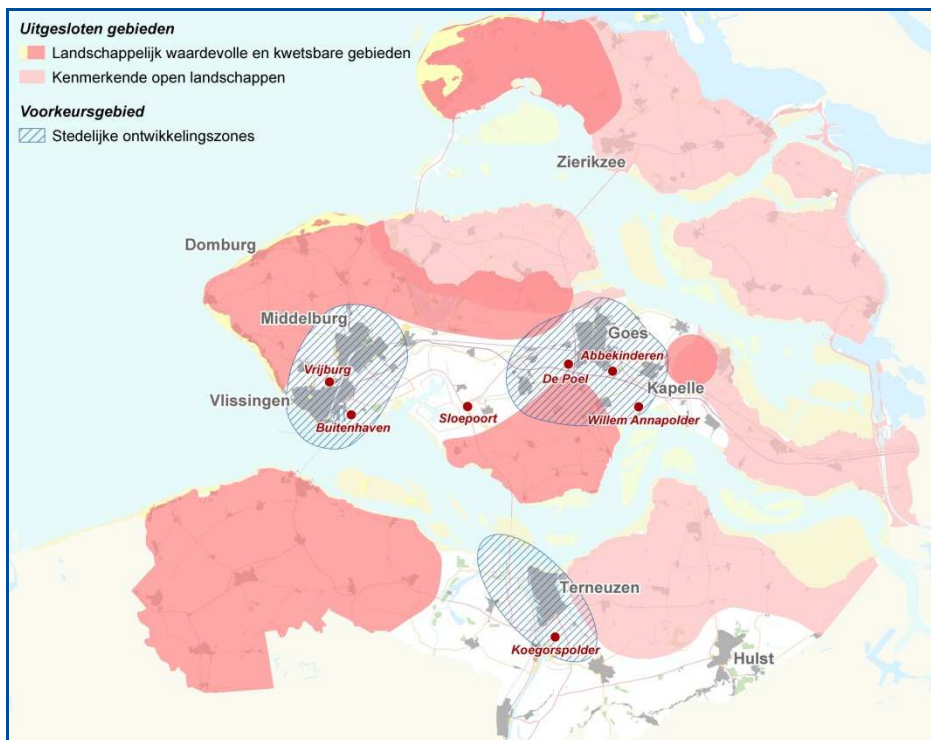 Uitgesloten gebieden
Landschappelijk waardevolle en kwetsbare gebieden
Kenmerkende open landschappen
Voorkeursgebied
Stedelijke ontwikkelingszones
Zierikzee
Domburg
Middelburg
Goes
Abbekinderen
Vrijburg
De Poel
Kapelle
Vlissingen
Buitenhaven
Sloepoort
Willem Annapolder
Terneuzen
Koegorspolder
Hulst